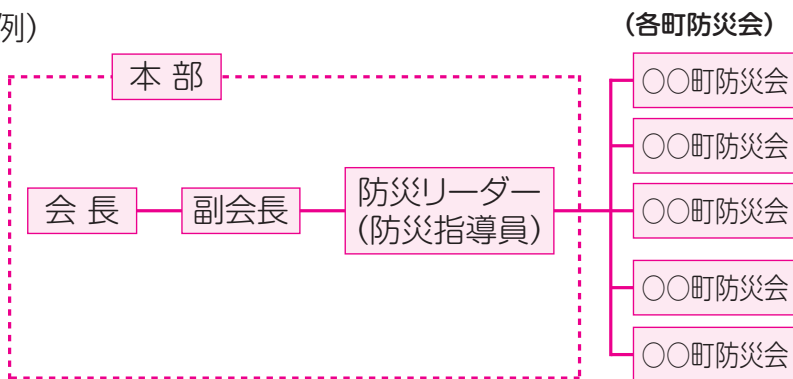 例）
（各町防災会）
本 部
○○町防災会
○○町防災会
会 長
副会長
防災リーダー
（防災指導員）
○○町防災会
○○町防災会
○○町防災会